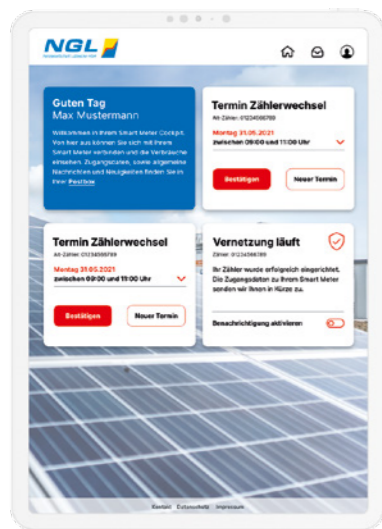 NGL
Guten Tag
Max Mustermann
Willkommen in Ihrem Smart Meter Cockpit.
Von hier aus können Sie sich mit Ihrem
Smart Meter verbinden und die Verbräuche
einsehen. Zugangsdaten, sowie allgemeine
Nachrichten und Neuigkeiten finden Sie in
Ihrer Postbox
Termin Zählerwechsel
Alt-Zähler: 01234566789
Montag 31.05.2021
zwischen 09:00 und 11:00 Uhr
Bestätigen
Neuer Termin
Termin Zählerwechsel
Alt-Zähler: 01234566789
Montag 31.05.2021
zwischen 09:00 und 11:00 Uhr
Bestätigen
Neuer Termin
Vernetzung läuft
Zähler: 01234566789
Ihr Zähler wurde erfolgreich eingerichtet.
Die Zugangsdaten zu Ihrem Smart Meter
senden wir Ihnen in Kürze zu.
Benachrichtigung aktivieren
Kontakt Datenschutz Impressum